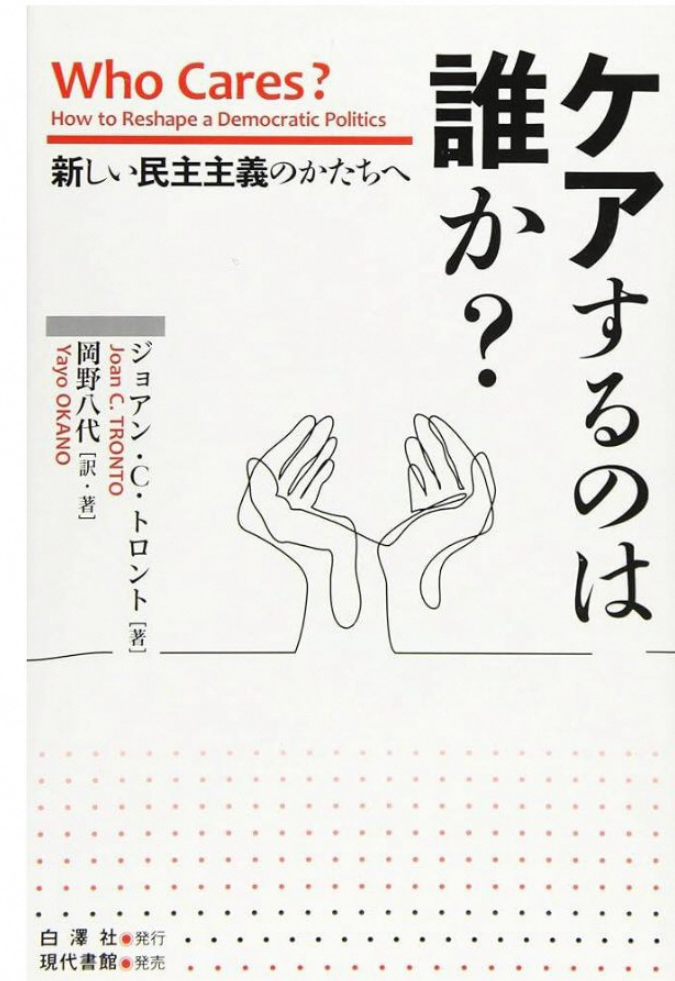 Who Cares?
How to Reshape a Democratic Politics
新しい民主主義のかたちへ
ケアするのは
誰か？
ジョアン・C・トロント［著］
Joan C. TRONTO
岡野八代［訳・著］
Yayo OKANO
白澤社●発行
現代書館●発売